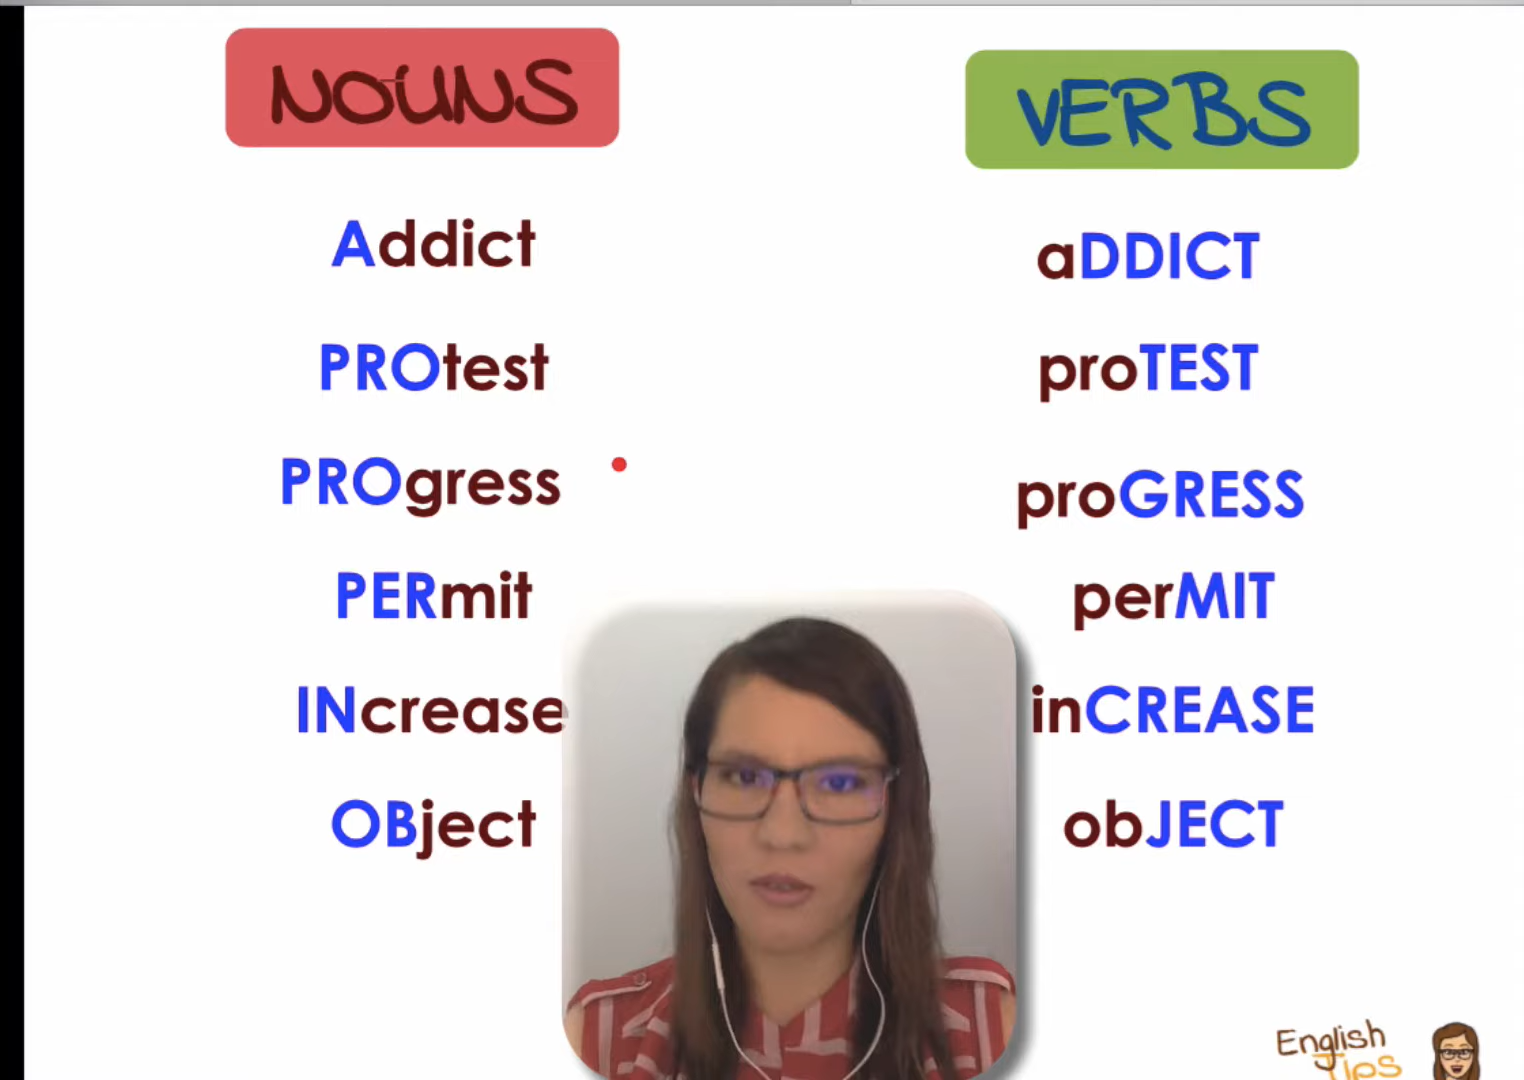 NOUNS
VERBS
Addict
aDDICT
PROtest
proTEST
PROgress
proGRESS
PERmit
perMIT
INcrease
inCREASE
OBject
obJECT
English
Tips